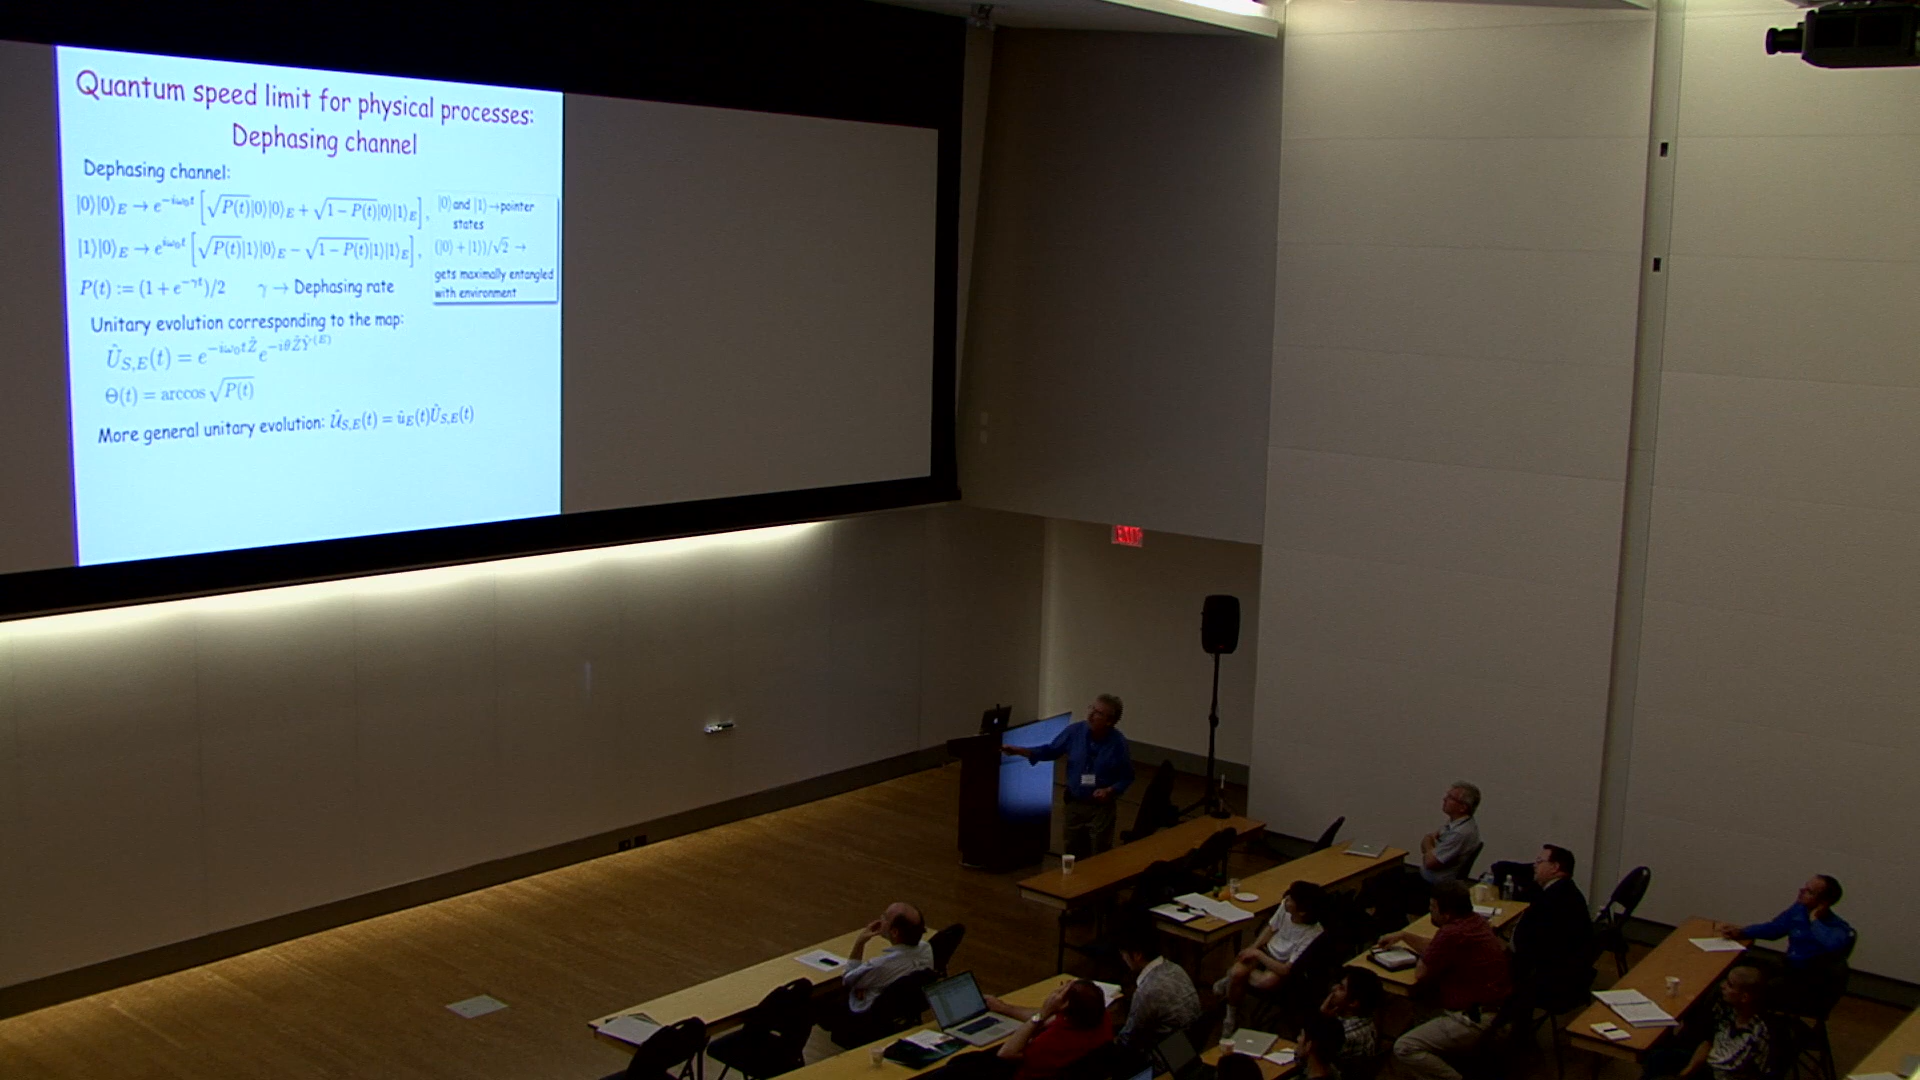 Quantum speed limit for physical processes:
Dephasing channel
Dephasing channel:
|0⟩|0⟩_E → e^{-iω₀t} [√P(t)|0⟩|0⟩_E + √1 − P(t)|0⟩|1⟩_E],
|1⟩|0⟩_E → e^{iω₀t} [√P(t)|1⟩|0⟩_E − √1 − P(t)|1⟩|1⟩_E],
P(t) := (1 + e^{-γt})/2 γ → Dephasing rate
|0⟩ and |1⟩ → pointer
states
(|0⟩ + |1⟩)/√2 →
gets maximally entangled
with environment
Unitary evolution corresponding to the map:
Û_{S,E}(t) = e^{-iω₀tẐ} e^{-iθẐŶ^{(E)}}
Θ(t) = arccos √P(t)
More general unitary evolution: 𝒰̂_{S,E}(t) = û_E(t)Û_{S,E}(t)
EXIT